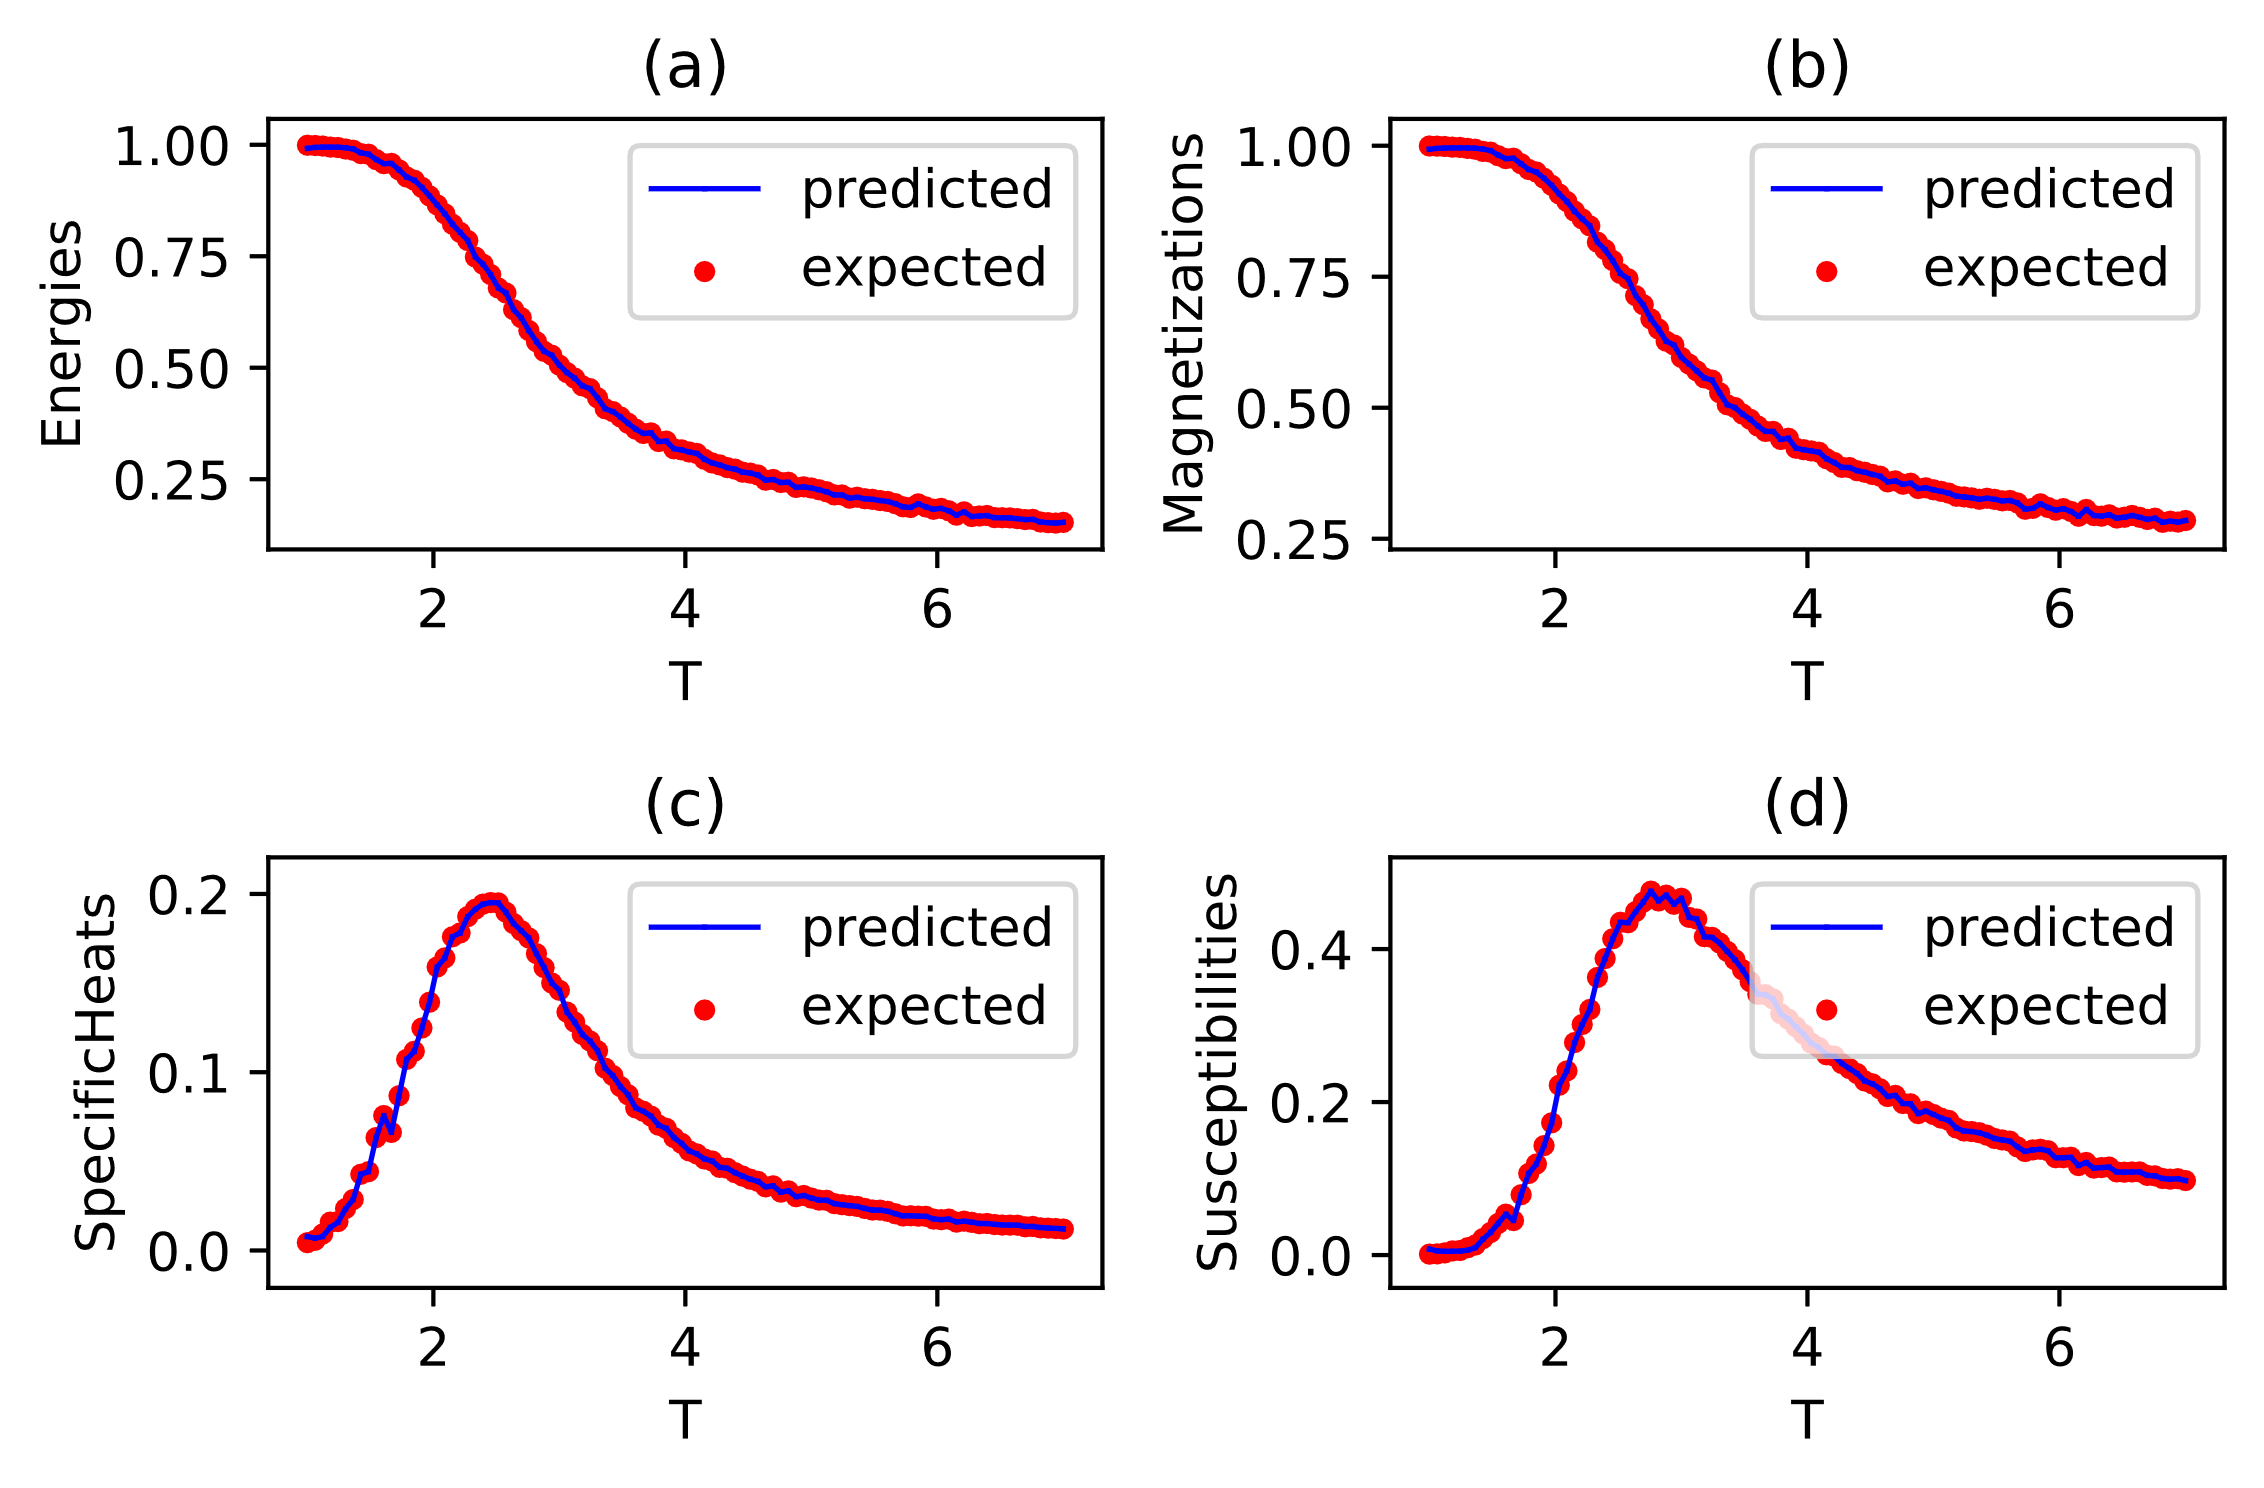 (a)
Energies
1.00
0.75
0.50
0.25
predicted
expected
2 4 6
T
(b)
Magnetizations
1.00
0.75
0.50
0.25
predicted
expected
2 4 6
T
(c)
SpecificHeats
0.2
0.1
0.0
predicted
expected
2 4 6
T
(d)
Susceptibilities
0.4
0.2
0.0
predicted
expected
2 4 6
T